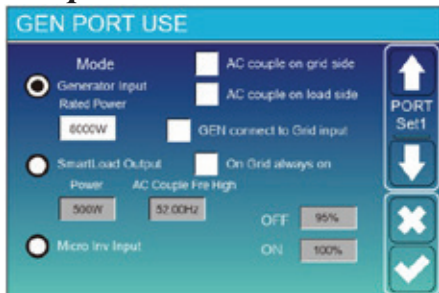 GEN PORT USE
Mode
AC couple on grid side
Generator Input
Rated Power
AC couple on load side
8000W
GEN connect to Grid input
SmartLoad Output
On Grid always on
Power
AC Couple Fre High
500W
52.00Hz
OFF
95%
Micro Inv Input
ON
100%
PORT
Set1